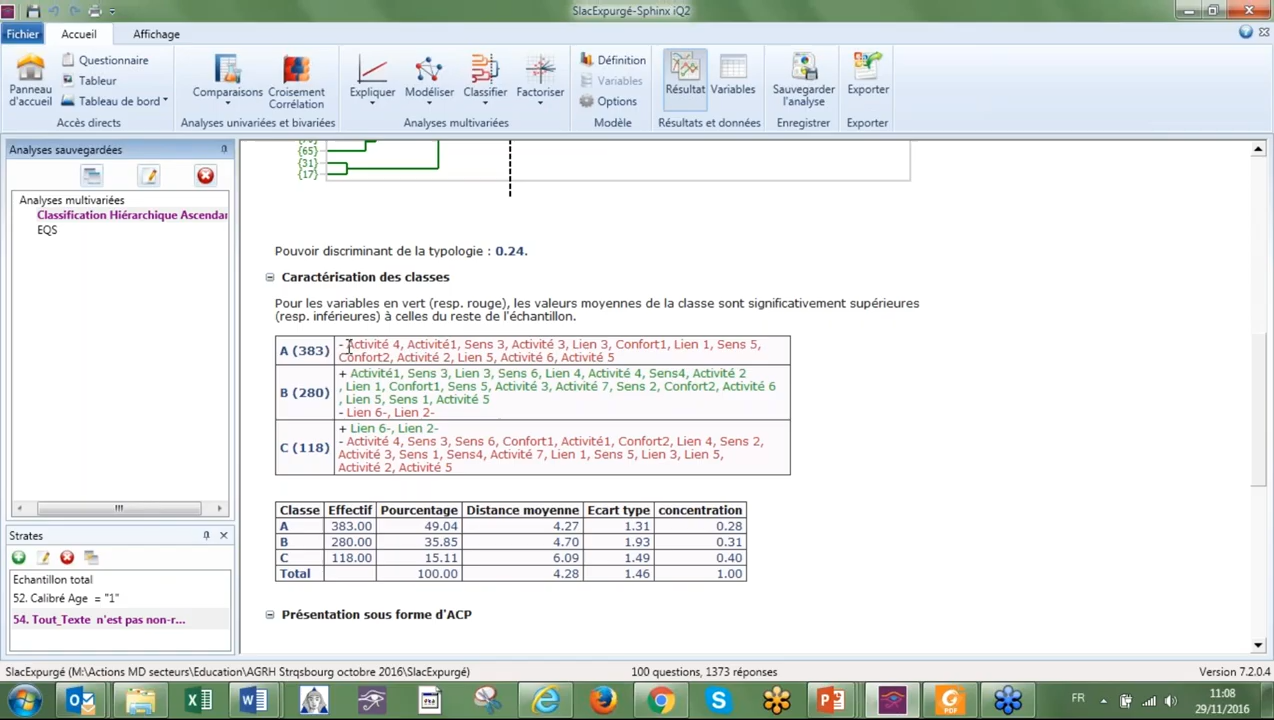 SlacExpurgé-Sphinx iQ2
Fichier Accueil Affichage
Panneau d'accueil
Questionnaire
Tableur
Tableau de bord
Accès directs
Comparaisons
Croisement Corrélation
Analyses univariées et bivariées
Expliquer
Modéliser
Classifier
Factoriser
Analyses multivariées
Définition
Variables
Options
Modèle
Résultat
Variables
Résultats et données
Sauvegarder l'analyse
Enregistrer
Exporter
Exporter
Analyses sauvegardées
Analyses multivariées
Classification Hiérarchique Ascendan
EQS
Strates
Echantillon total
52. Calibré Age = "1"
54. Tout_Texte n'est pas non-r...
{65}
{31}
{17}
Pouvoir discriminant de la typologie : 0.24.
Caractérisation des classes
Pour les variables en vert (resp. rouge), les valeurs moyennes de la classe sont significativement supérieures
(resp. inférieures) à celles du reste de l'échantillon.
A (383)
- Activité 4, Activité1, Sens 3, Activité 3, Lien 3, Confort1, Lien 1, Sens 5,
Confort2, Activité 2, Lien 5, Activité 6, Activité 5
B (280)
+ Activité1, Sens 3, Lien 3, Sens 6, Lien 4, Activité 4, Sens4, Activité 2
, Lien 1, Confort1, Sens 5, Activité 3, Activité 7, Sens 2, Confort2, Activité 6
, Lien 5, Sens 1, Activité 5
- Lien 6-, Lien 2-
C (118)
+ Lien 6-, Lien 2-
- Activité 4, Sens 3, Sens 6, Confort1, Activité1, Confort2, Lien 4, Sens 2,
Activité 3, Sens 1, Sens4, Activité 7, Lien 1, Sens 5, Lien 3, Lien 5,
Activité 2, Activité 5
Classe Effectif Pourcentage Distance moyenne Ecart type concentration
A 383.00 49.04 4.27 1.31 0.28
B 280.00 35.85 4.70 1.93 0.31
C 118.00 15.11 6.09 1.49 0.40
Total 100.00 4.28 1.46 1.00
Présentation sous forme d'ACP
SlacExpurgé (M:\Actions MD secteurs\Education\AGRH Strqsbourg octobre 2016\SlacExpurgé) 100 questions, 1373 réponses Version 7.2.0.4
FR
11:08
29/11/2016